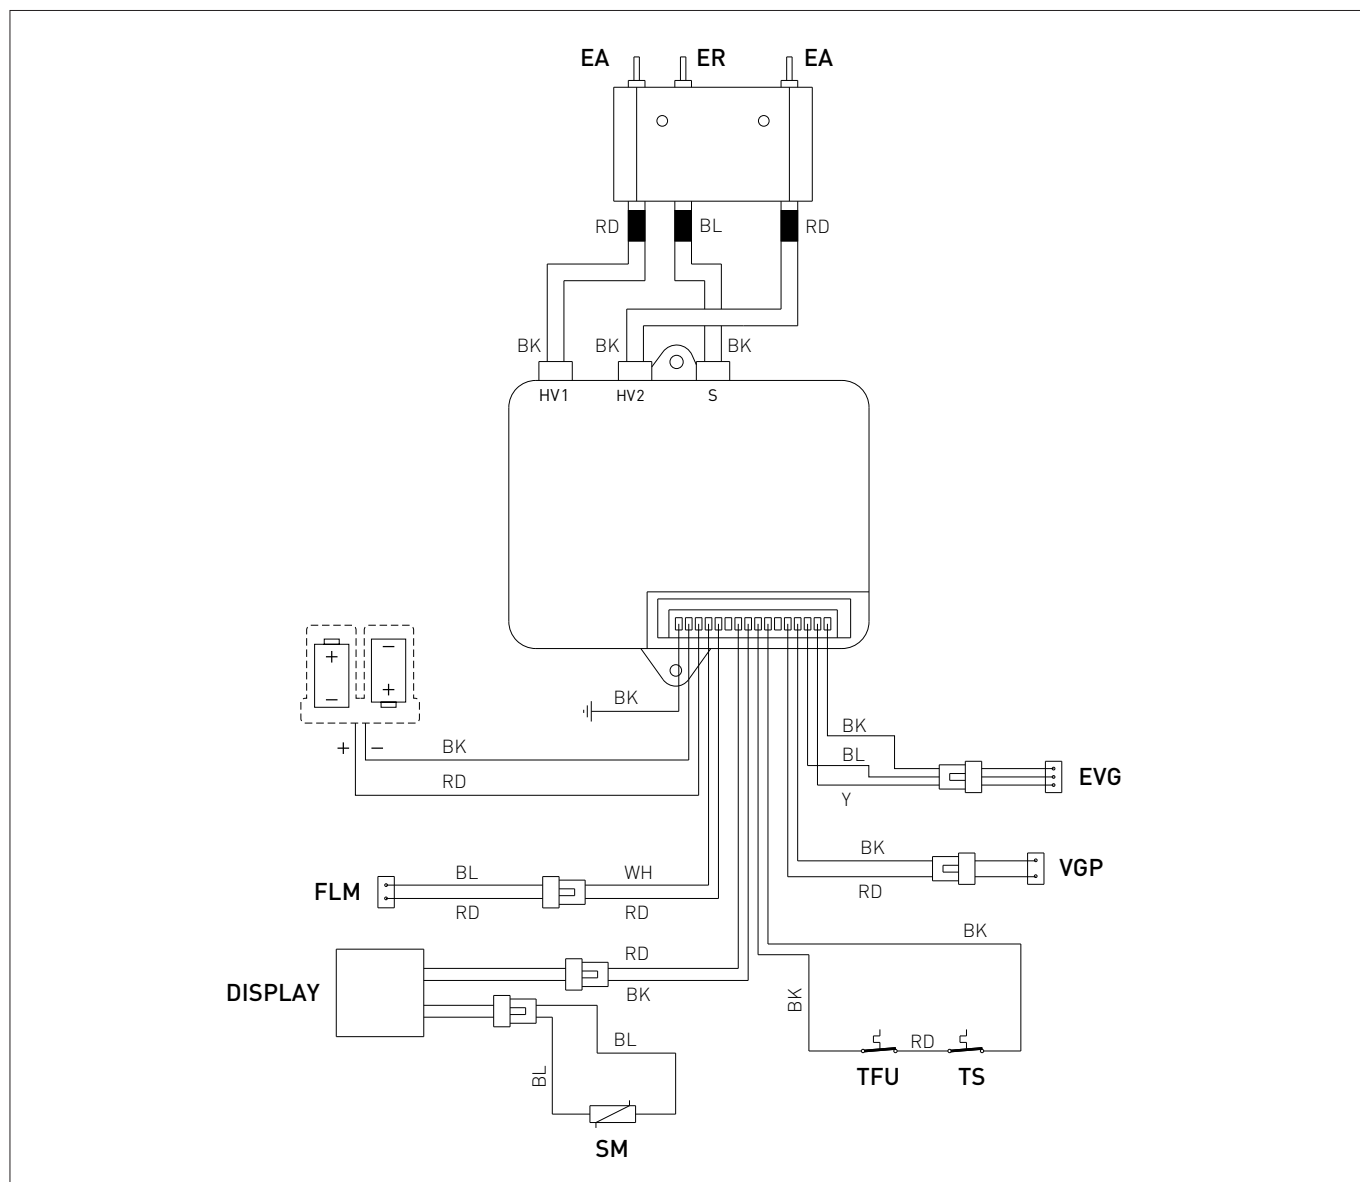 EA ER EA
RD BL RD
BK BK BK
HV1 HV2 S
+ −
− +
BK
+ − BK
RD
BK
BL
Y
EVG
BK
RD
VGP
FLM
BL WH
RD RD
BK
RD
DISPLAY
BK
BK
BL
BL
RD
TFU TS
SM